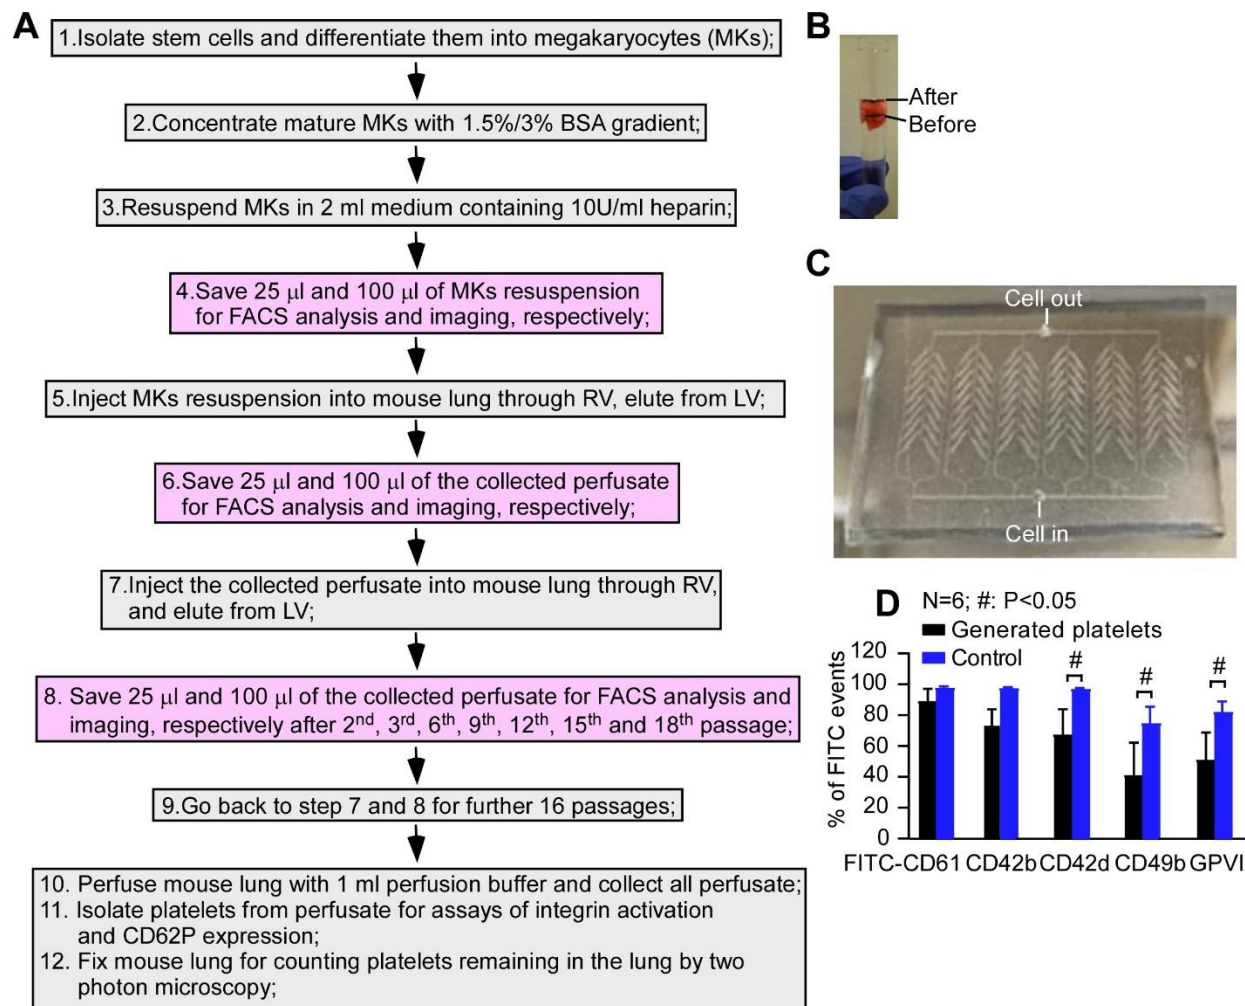 A
1.Isolate stem cells and differentiate them into megakaryocytes (MKs);
2.Concentrate mature MKs with 1.5%/3% BSA gradient;
3.Resuspend MKs in 2 ml medium containing 10U/ml heparin;
4.Save 25 μl and 100 μl of MKs resuspension
for FACS analysis and imaging, respectively;
5.Inject MKs resuspension into mouse lung through RV, elute from LV;
6.Save 25 μl and 100 μl of the collected perfusate
for FACS analysis and imaging, respectively;
7.Inject the collected perfusate into mouse lung through RV,
and elute from LV;
8. Save 25 μl and 100 μl of the collected perfusate for FACS analysis and
imaging, respectively after 2nd, 3rd, 6th, 9th, 12th, 15th and 18th passage;
9.Go back to step 7 and 8 for further 16 passages;
10. Perfuse mouse lung with 1 ml perfusion buffer and collect all perfusate;
11. Isolate platelets from perfusate for assays of integrin activation
and CD62P expression;
12. Fix mouse lung for counting platelets remaining in the lung by two
photon microscopy;
B
After
Before
C
Cell out
Cell in
D
N=6; #: P<0.05
Generated platelets
Control
% of FITC events
120
100
80
60
40
20
0
# # #
FITC-CD61 CD42b CD42d CD49b GPVI